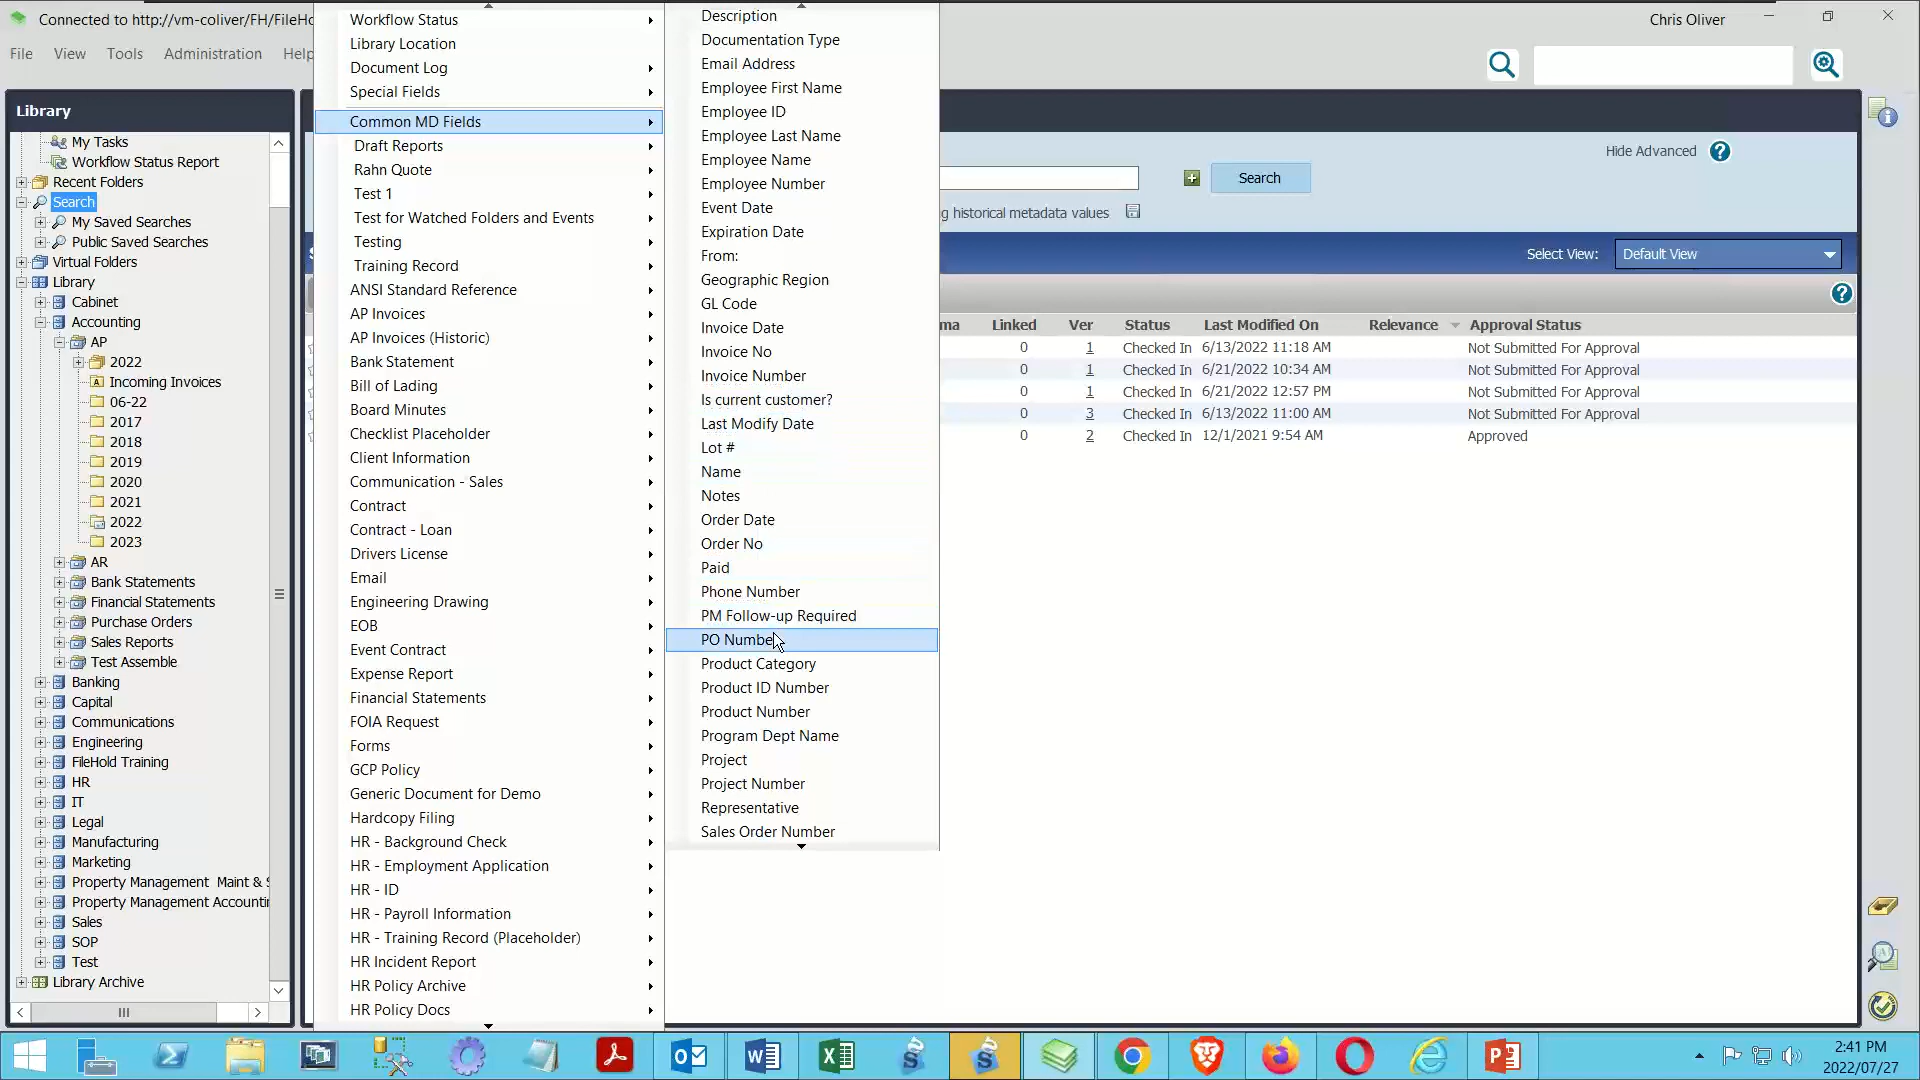 Connected to http://vm-coliver/FH/FileHo
Chris Oliver
File View Tools Administration Help
Library
My Tasks
Workflow Status Report
Recent Folders
Search
My Saved Searches
Public Saved Searches
Virtual Folders
Library
Cabinet
Accounting
AP
2022
Incoming Invoices
06-22
2017
2018
2019
2020
2021
2022
2023
AR
Bank Statements
Financial Statements
Purchase Orders
Sales Reports
Test Assemble
Banking
Capital
Communications
Engineering
FileHold Training
HR
IT
Legal
Manufacturing
Marketing
Property Management Maint &
Property Management Accounti
Sales
SOP
Test
Library Archive
Workflow Status
Library Location
Document Log
Special Fields
Common MD Fields
Draft Reports
Rahn Quote
Test 1
Test for Watched Folders and Events
Testing
Training Record
ANSI Standard Reference
AP Invoices
AP Invoices (Historic)
Bank Statement
Bill of Lading
Board Minutes
Checklist Placeholder
Client Information
Communication - Sales
Contract
Contract - Loan
Drivers License
Email
Engineering Drawing
EOB
Event Contract
Expense Report
Financial Statements
FOIA Request
Forms
GCP Policy
Generic Document for Demo
Hardcopy Filing
HR - Background Check
HR - Employment Application
HR - ID
HR - Payroll Information
HR - Training Record (Placeholder)
HR Incident Report
HR Policy Archive
HR Policy Docs
Description
Documentation Type
Email Address
Employee First Name
Employee ID
Employee Last Name
Employee Name
Employee Number
Event Date
Expiration Date
From:
Geographic Region
GL Code
Invoice Date
Invoice No
Invoice Number
Is current customer?
Last Modify Date
Lot #
Name
Notes
Order Date
Order No
Paid
Phone Number
PM Follow-up Required
PO Number
Product Category
Product ID Number
Product Number
Program Dept Name
Project
Project Number
Representative
Sales Order Number
Hide Advanced
Search
g historical metadata values
Select View: Default View
ma Linked Ver Status Last Modified On Relevance Approval Status
0 1 Checked In 6/13/2022 11:18 AM Not Submitted For Approval
0 1 Checked In 6/21/2022 10:34 AM Not Submitted For Approval
0 1 Checked In 6/21/2022 12:57 PM Not Submitted For Approval
0 3 Checked In 6/13/2022 11:00 AM Not Submitted For Approval
0 2 Checked In 12/1/2021 9:54 AM Approved
2:41 PM
2022/07/27